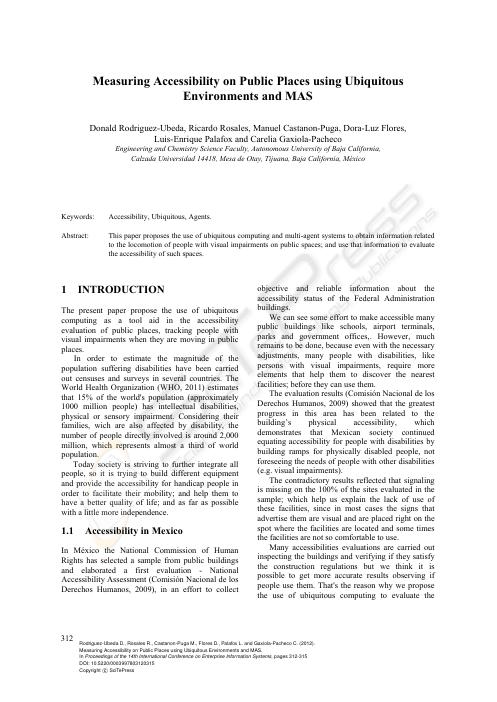 Measuring Accessibility on Public Places using Ubiquitous
Environments and MAS
Donald Rodriguez-Ubeda, Ricardo Rosales, Manuel Castanon-Puga, Dora-Luz Flores,
Luis-Enrique Palafox and Carelia Gaxiola-Pacheco
Engineering and Chemistry Science Faculty, Autonomous University of Baja California,
Calzada Universidad 14418, Mesa de Otay, Tijuana, Baja California, México
Keywords: Accessibility, Ubiquitous, Agents.
Abstract: This paper proposes the use of ubiquitous computing and multi-agent systems to obtain information related
to the locomotion of people with visual impairments on public spaces; and use that information to evaluate
the accessibility of such spaces.
1 INTRODUCTION
The present paper propose the use of ubiquitous
computing as a tool aid in the accessibility
evaluation of public places, tracking people with
visual impairments when they are moving in public
places.
In order to estimate the magnitude of the
population suffering disabilities have been carried
out censuses and surveys in several countries. The
World Health Organization (WHO, 2011) estimates
that 15% of the world's population (approximately
1000 million people) has intellectual disabilities,
physical or sensory impairment. Considering their
families, wich are also affected by disability, the
number of people directly involved is around 2,000
million, which represents almost a third of world
population.
Today society is striving to further integrate all
people, so it is trying to build different equipment
and provide the accessibility for handicap people in
order to facilitate their mobility; and help them to
have a better quality of life; and as far as possible
with a little more independence.
1.1 Accessibility in Mexico
In México the National Commission of Human
Rights has selected a sample from public buildings
and elaborated a first evaluation - National
Accessibility Assessment (Comisión Nacional de los
Derechos Humanos, 2009), in an effort to collect
objective and reliable information about the
accessibility status of the Federal Administration
buildings.
We can see some effort to make accessible many
public buildings like schools, airport terminals,
parks and government offices,. However, much
remains to be done, because even with the necessary
adjustments, many people with disabilities, like
persons with visual impairments, require more
elements that help them to discover the nearest
facilities; before they can use them.
The evaluation results (Comisión Nacional de los
Derechos Humanos, 2009) showed that the greatest
progress in this area has been related to the
building's physical accessibility, which
demonstrates that Mexican society continued
equating accessibility for people with disabilities by
building ramps for physically disabled people, not
foreseeing the needs of people with other disabilities
(e.g. visual impairments).
The contradictory results reflected that signaling
is missing on the 100% of the sites evaluated in the
sample; which help us explain the lack of use of
these facilities, since in most cases the signs that
advertise them are visual and are placed right on the
spot where the facilities are located and some times
the facilities are not so comfortable to use.
Many accessibilities evaluations are carried out
inspecting the buildings and verifying if they satisfy
the construction regulations but we think it is
possible to get more accurate results observing if
people use them. That's the reason why we propose
the use of ubiquitous computing to evaluate the
312
Rodriguez-Ubeda D., Rosales R., Castanon-Puga M., Flores D., Palafox L. and Gaxiola-Pacheco C. (2012).
Measuring Accessibility on Public Places using Ubiquitous Environments and MAS.
In Proceedings of the 14th International Conference on Enterprise Information Systems, pages 312-315
DOI: 10.5220/0003997803120315
Copyright © SciTePress